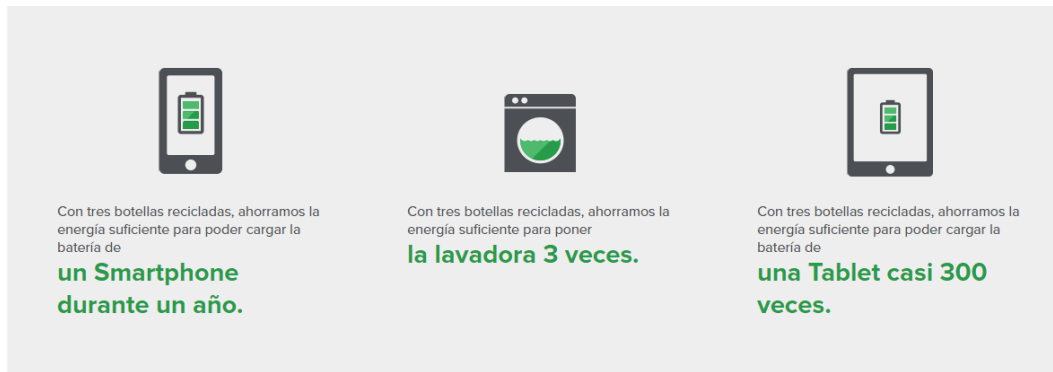 Con tres botellas recicladas, ahorramos la
energía suficiente para poder cargar la
batería de
un Smartphone
durante un año.
Con tres botellas recicladas, ahorramos la
energía suficiente para poner
la lavadora 3 veces.
Con tres botellas recicladas, ahorramos la
energía suficiente para poder cargar la
batería de
una Tablet casi 300
veces.